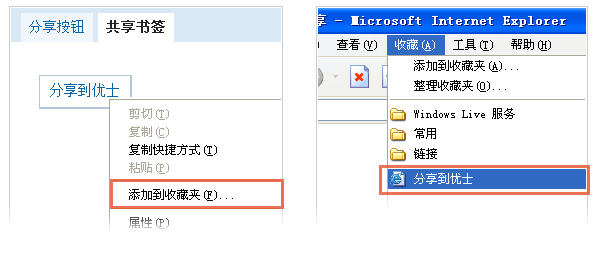 分享按钮 共享书签
分享到优士
剪切(T)
复制(C)
复制快捷方式(T)
粘贴(P)
添加到收藏夹(F)...
属性(P)
- Microsoft Internet Explorer
查看(V) 收藏(A) 工具(T) 帮助(H)
添加到收藏夹(A)...
整理收藏夹(O)...
Windows Live 服务
常用
链接
分享到优士